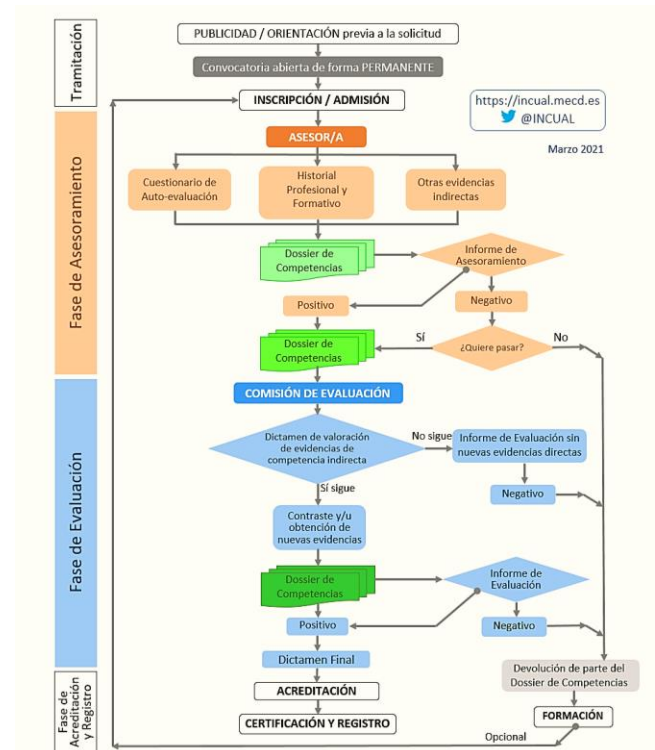 Tramitación
PUBLICIDAD / ORIENTACIÓN previa a la solicitud
Convocatoria abierta de forma PERMANENTE
INSCRIPCIÓN / ADMISIÓN
https://incual.mecd.es
@INCUAL
Marzo 2021
Fase de Asesoramiento
ASESOR/A
Cuestionario de
Auto-evaluación
Historial
Profesional y
Formativo
Otras evidencias
indirectas
Dossier de
Competencias
Informe de
Asesoramiento
Positivo
Negativo
Dossier de
Competencias
Sí
¿Quiere pasar?
No
Fase de Evaluación
COMISIÓN DE EVALUACIÓN
Dictamen de valoración
de evidencias de
competencia indirecta
No sigue
Informe de Evaluación sin
nuevas evidencias directas
Negativo
Sí sigue
Contraste y/u
obtención de
nuevas evidencias
Dossier de
Competencias
Informe de
Evaluación
Positivo
Negativo
Dictamen Final
Devolución de parte del
Dossier de Competencias
Fase de
Acreditación
y Registro
ACREDITACIÓN
FORMACIÓN
CERTIFICACIÓN Y REGISTRO
Opcional